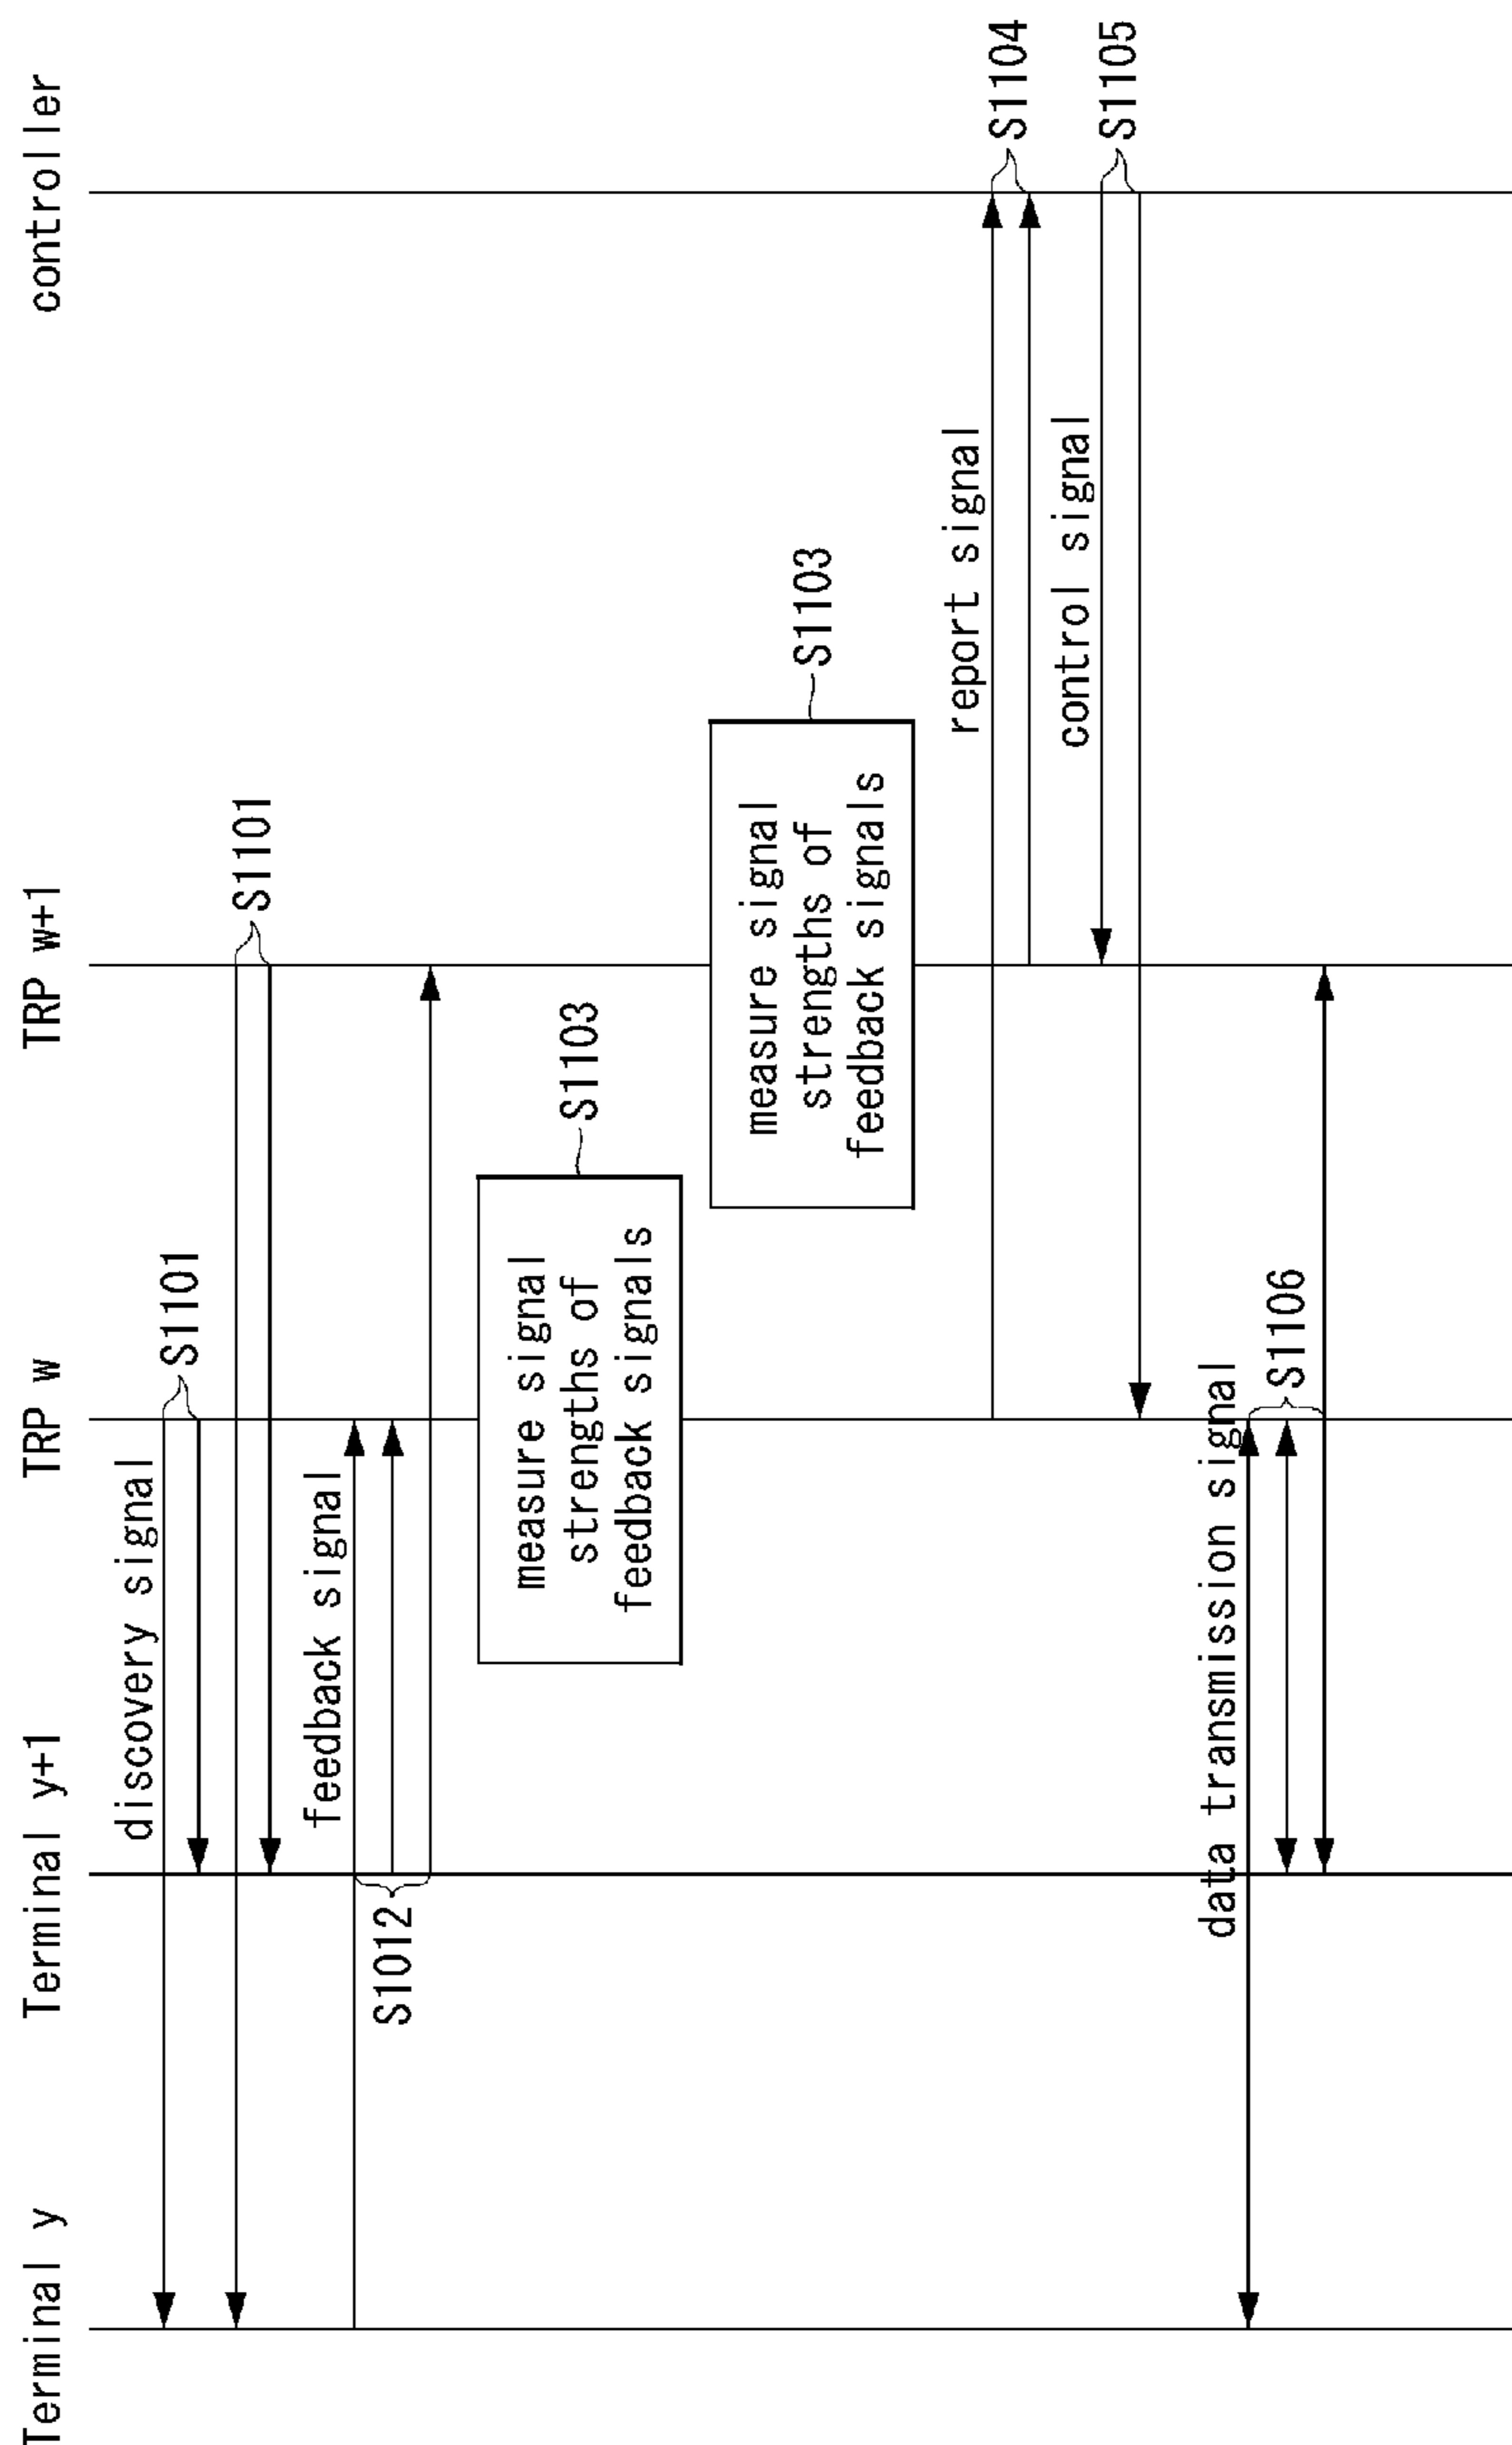 Terminal y
Terminal y+1
TRP w
TRP w+1
controller
discovery signal
S1101
S1101
feedback signal
S1012
measure signal
strengths of
feedback signals
S1103
measure signal
strengths of
feedback signals
S1103
report signal
S1104
control signal
S1105
data transmission signal
S1106